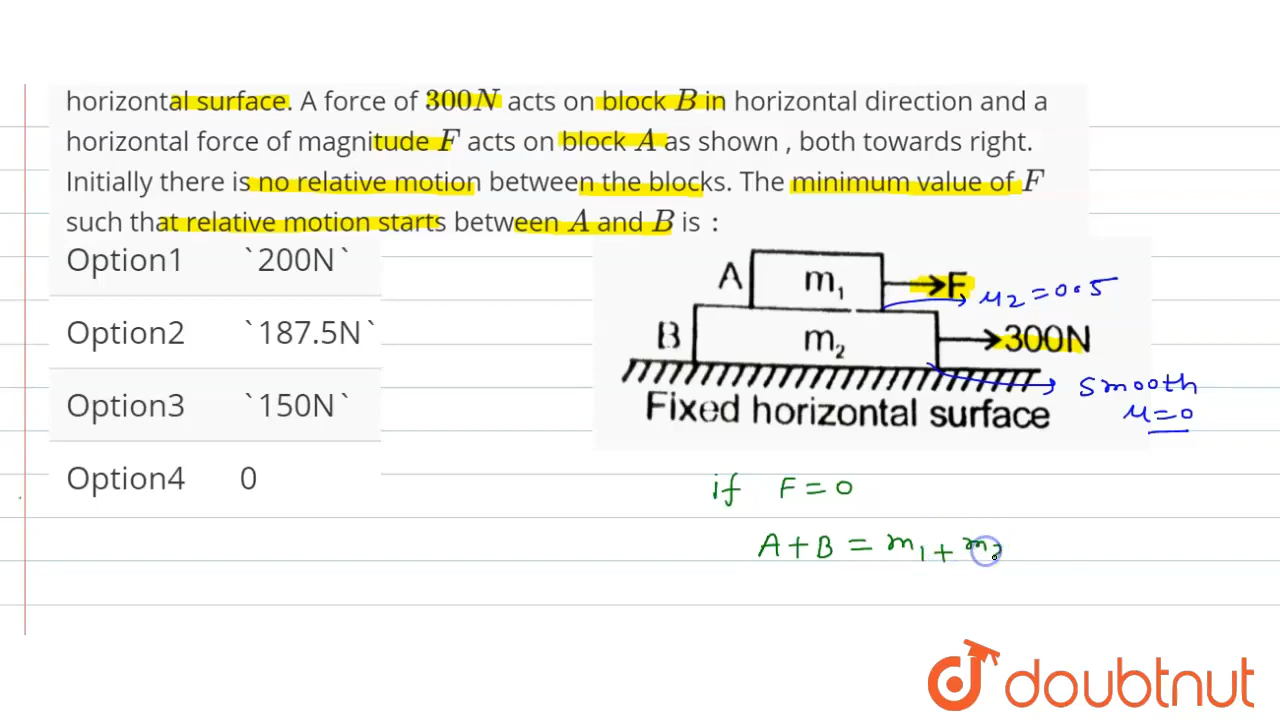 horizontal surface. A force of 300N acts on block B in horizontal direction and a
horizontal force of magnitude F acts on block A as shown , both towards right.
Initially there is no relative motion between the blocks. The minimum value of F
such that relative motion starts between A and B is :
Option1 `200N`
Option2 `187.5N`
Option3 `150N`
Option4 0
A m₁ F μ₂ = 0.5
B m₂ 300N
smooth
Fixed horizontal surface μ=0
if F = 0
A + B = m₁ + m₂
doubtnut